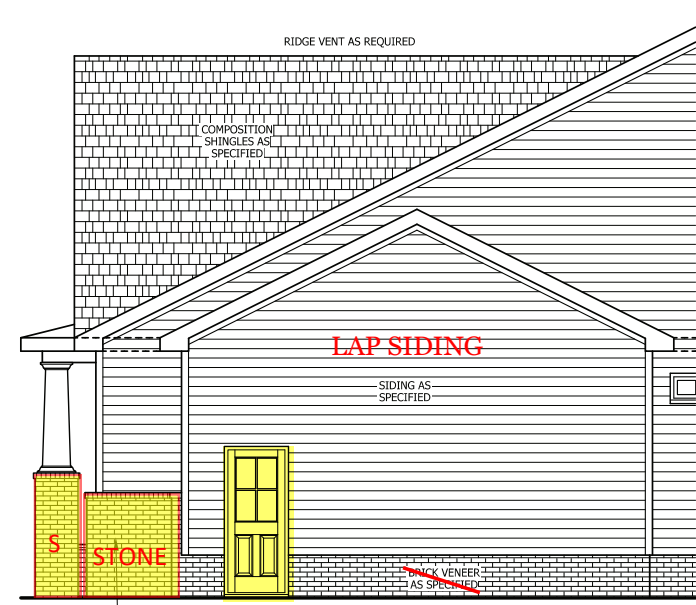 RIDGE VENT AS REQUIRED
COMPOSITION
SHINGLES AS
SPECIFIED
LAP SIDING
SIDING AS
SPECIFIED
S
STONE
BRICK VENEER
AS SPECIFIED